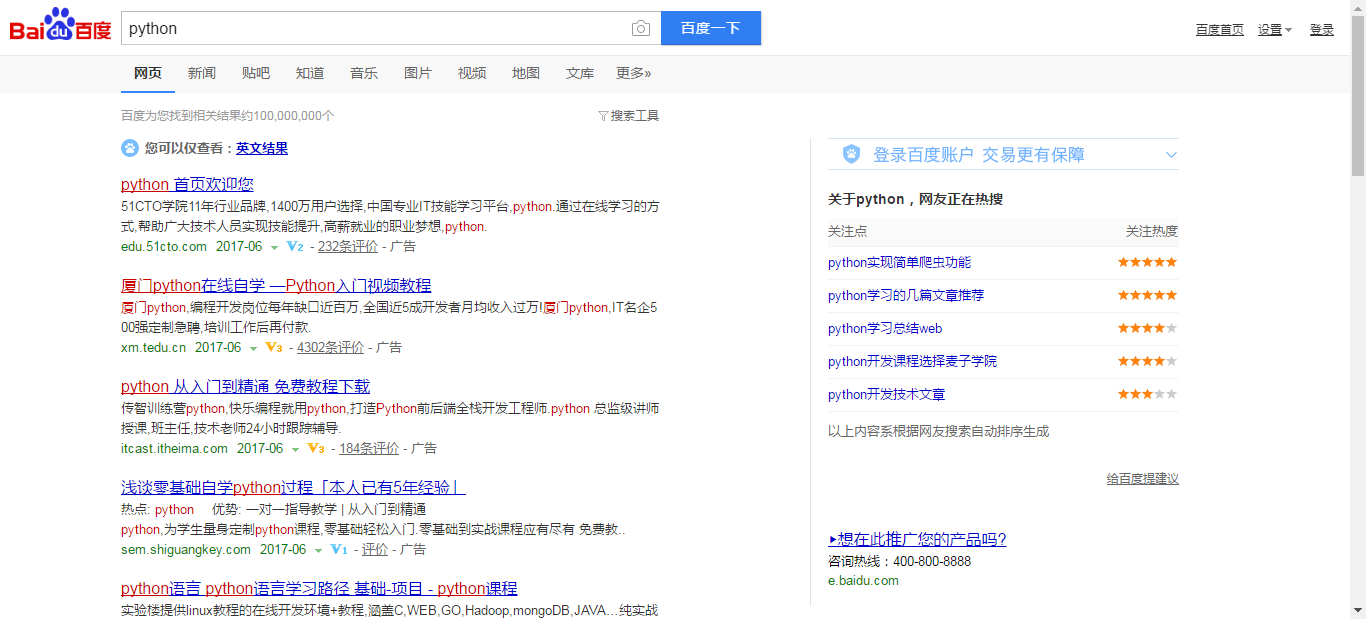 Bai du 百度
python
百度一下
百度首页 设置 登录
网页 新闻 贴吧 知道 音乐 图片 视频 地图 文库 更多»
百度为您找到相关结果约100,000,000个
搜索工具
您可以仅查看：英文结果
python 首页欢迎您
51CTO学院11年行业品牌,1400万用户选择,中国专业IT技能学习平台,python.通过在线学习的方
式,帮助广大技术人员实现技能提升,高薪就业的职业梦想,python.
edu.51cto.com 2017-06 V2 - 232条评价 - 广告
厦门python在线自学 —Python入门视频教程
厦门python,编程开发岗位每年缺口近百万,全国近5成开发者月均收入过万!厦门python,IT名企5
00强定制急聘,培训工作后再付款.
xm.tedu.cn 2017-06 V3 - 4302条评价 - 广告
python 从入门到精通 免费教程下载
传智训练营python,快乐编程就用python,打造Python前后端全栈开发工程师.python 总监级讲师
授课,班主任,技术老师24小时跟踪辅导.
itcast.itheima.com 2017-06 V3 - 184条评价 - 广告
浅谈零基础自学python过程「本人已有5年经验」
热点: python 优势: 一对一指导教学 | 从入门到精通
python,为学生量身定制python课程,零基础轻松入门.零基础到实战课程应有尽有 免费教..
sem.shiguangkey.com 2017-06 V1 - 评价 - 广告
python语言 python语言学习路径 基础-项目 - python课程
实验楼提供linux教程的在线开发环境+教程,涵盖C,WEB,GO,Hadoop,mongoDB,JAVA...纯实战
登录百度账户 交易更有保障
关于python，网友正在热搜
关注点 关注热度
python实现简单爬虫功能
python学习的几篇文章推荐
python学习总结web
python开发课程选择麦子学院
python开发技术文章
以上内容系根据网友搜索自动排序生成
给百度提建议
想在此推广您的产品吗?
咨询热线：400-800-8888
e.baidu.com